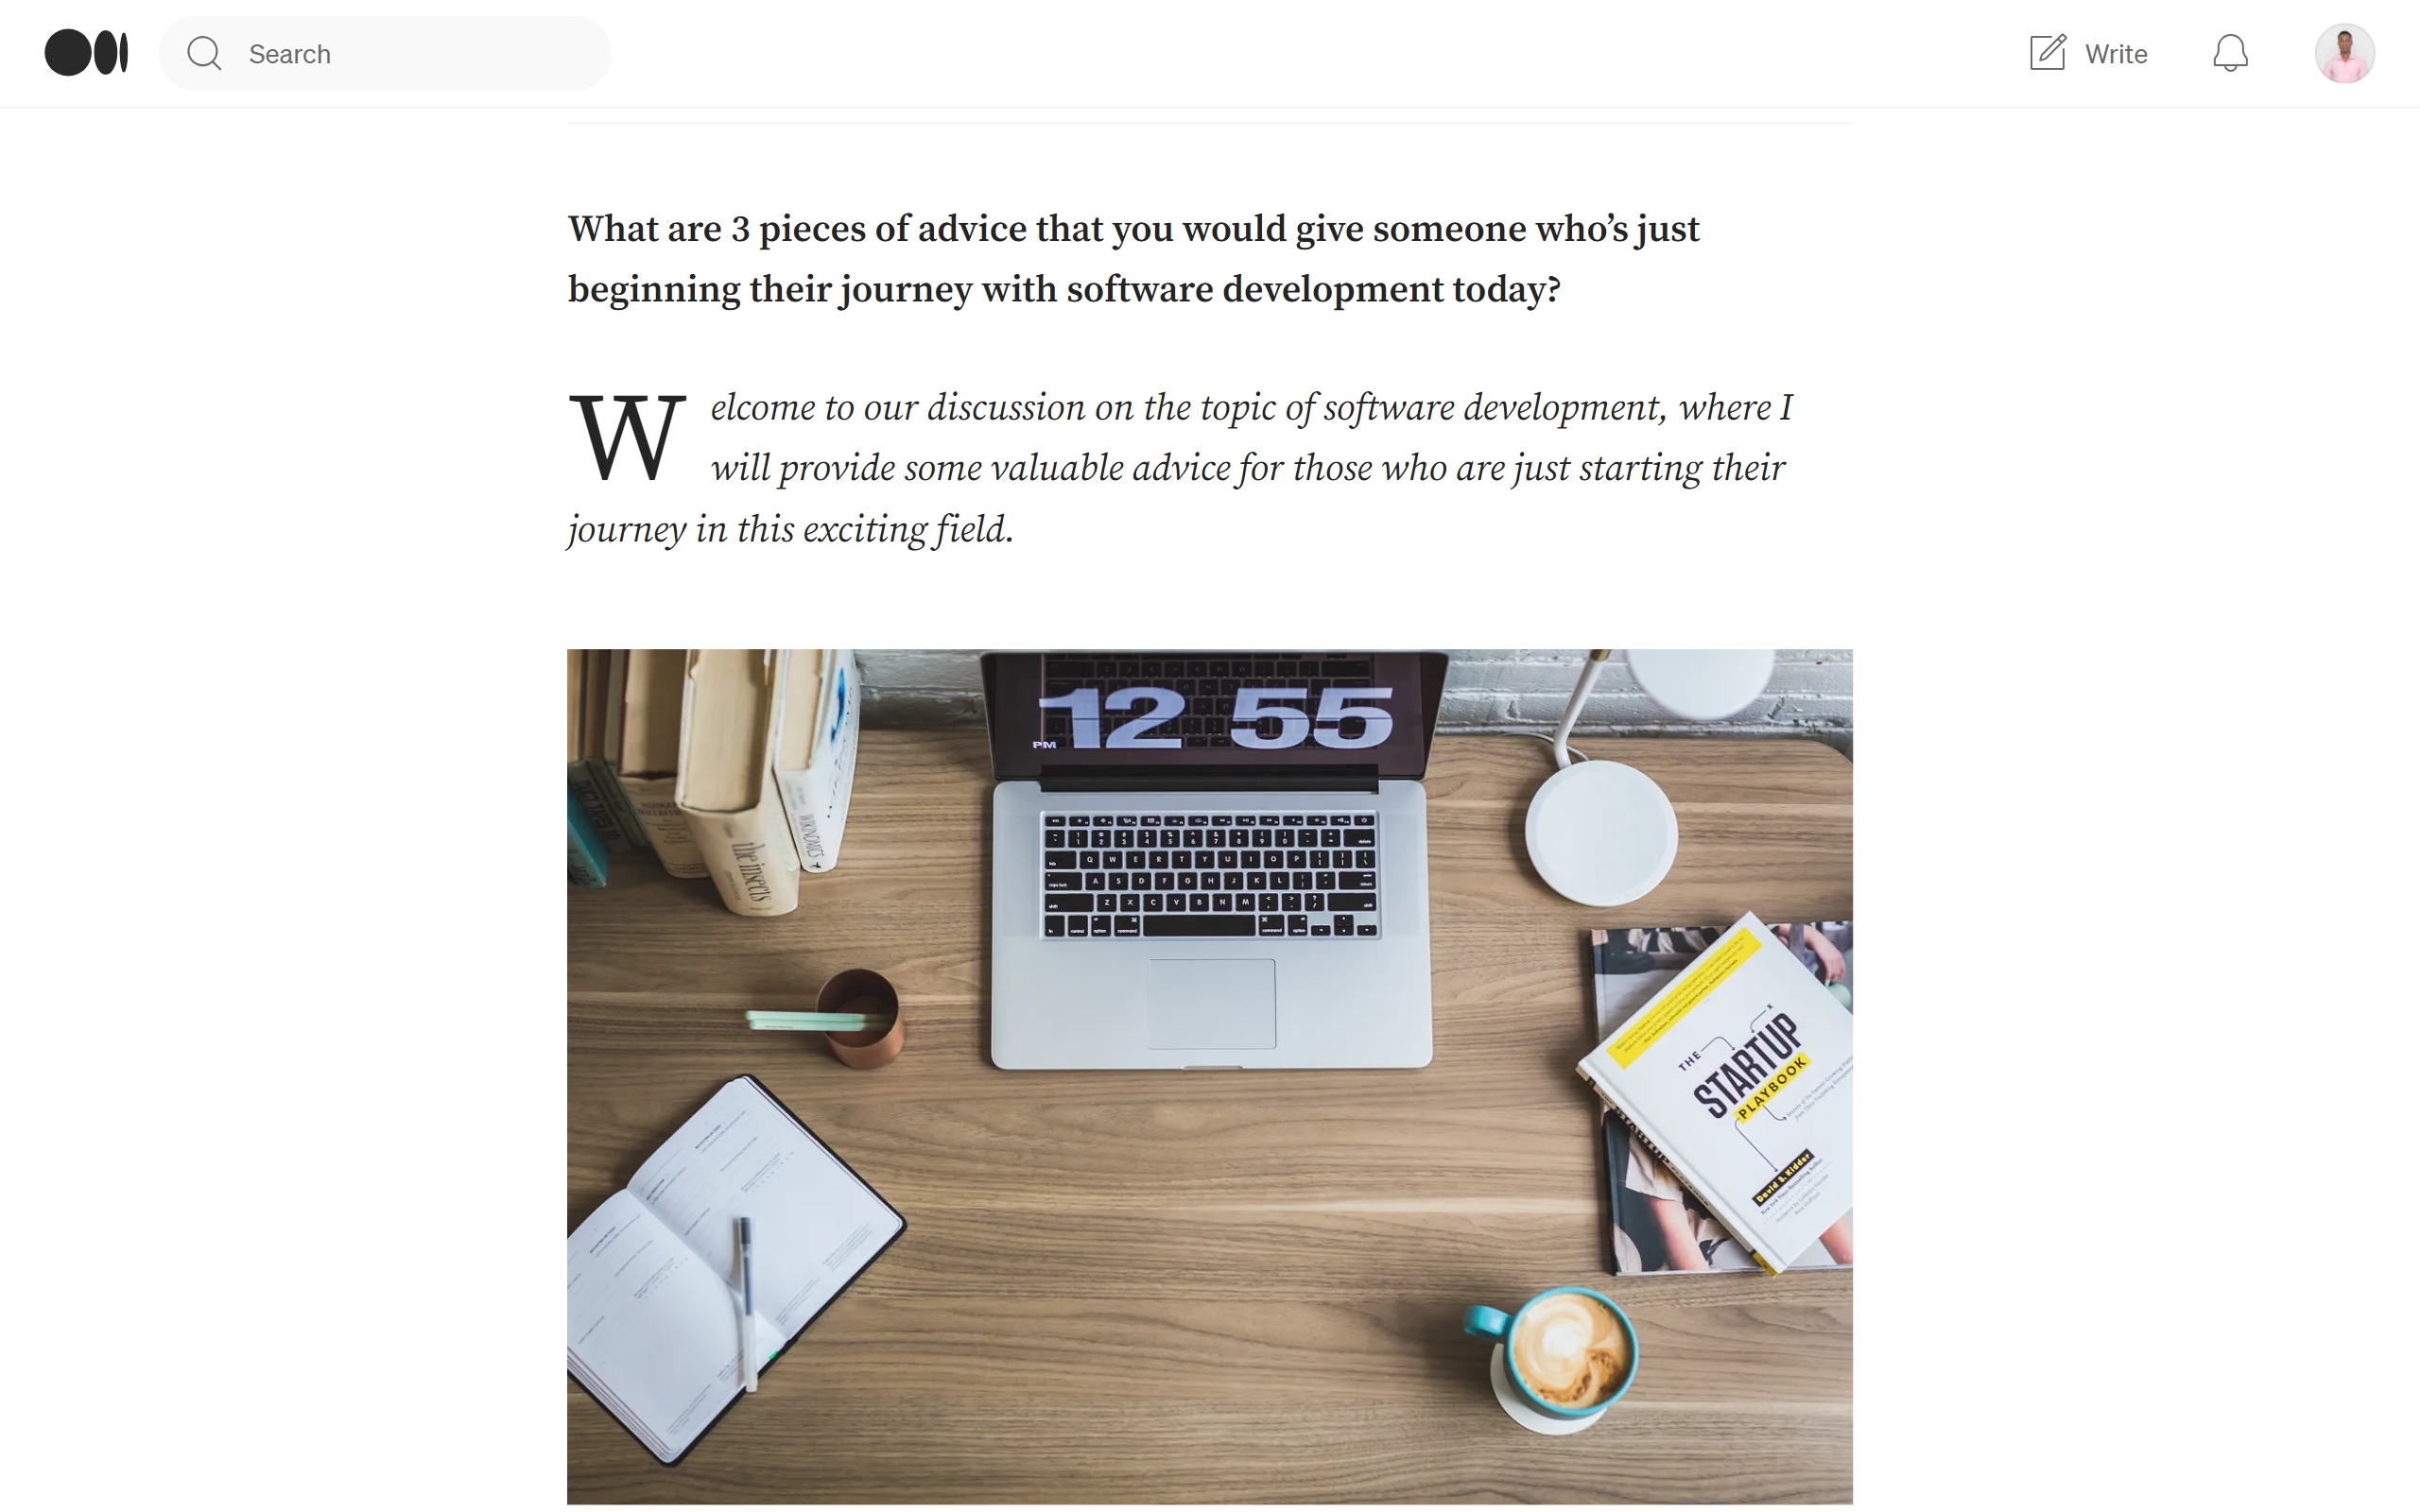 Search
Write
What are 3 pieces of advice that you would give someone who’s just
beginning their journey with software development today?
Welcome to our discussion on the topic of software development, where I
will provide some valuable advice for those who are just starting their
journey in this exciting field.
PM 12 55
the insects
WIKINOMICS
THE
STARTUP
PLAYBOOK
David S. Kidder